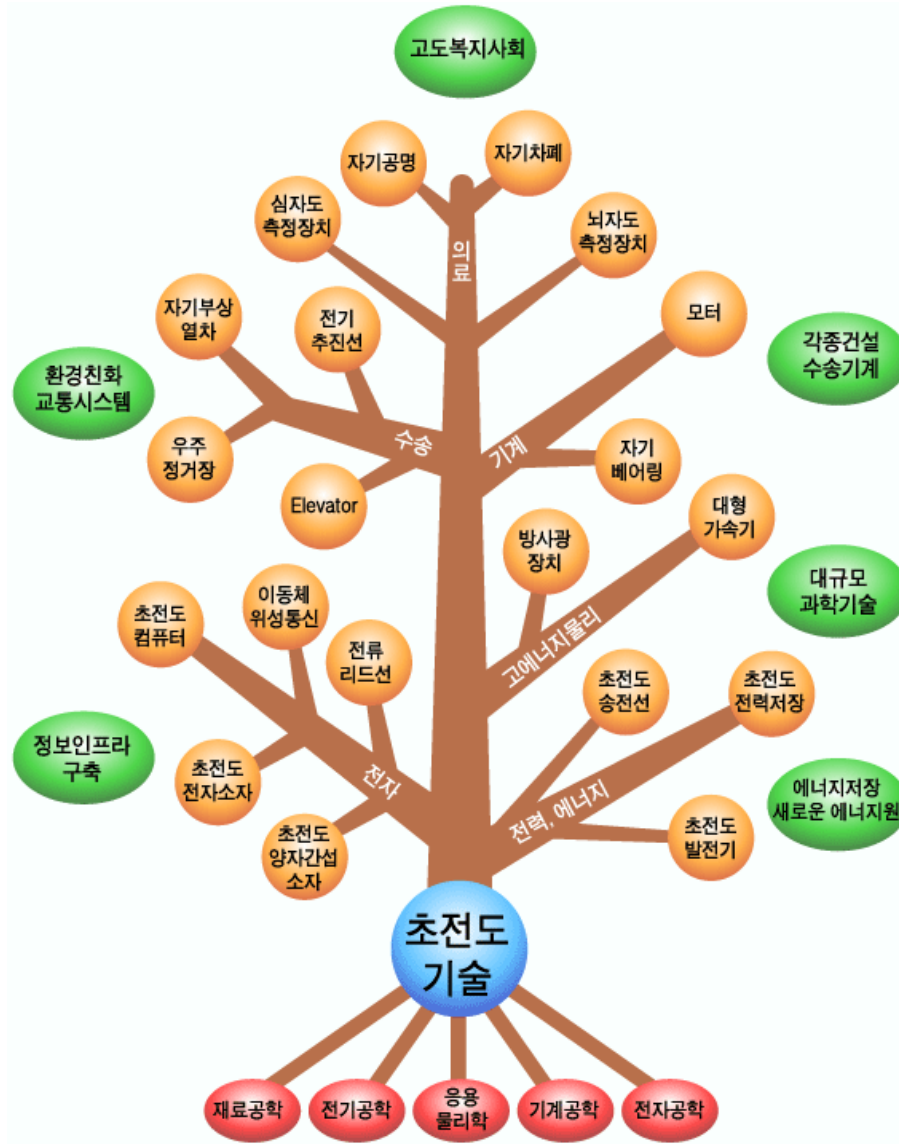 고도복지사회
자기공명
자기차폐
심자도
측정장치
뇌자도
측정장치
의료
자기부상
열차
전기
추진선
모터
환경친화
교통시스템
각종건설
수송기계
우주
정거장
수송
기계
자기
베어링
Elevator
대형
가속기
방사광
장치
이동체
위성통신
초전도
컴퓨터
전류
리드선
고에너지물리
대규모
과학기술
초전도
송전선
초전도
전력저장
정보인프라
구축
초전도
전자소자
전자
전력, 에너지
에너지저장
새로운 에너지원
초전도
양자간섭
소자
초전도
발전기
초전도
기술
재료공학
전기공학
응용
물리학
기계공학
전자공학